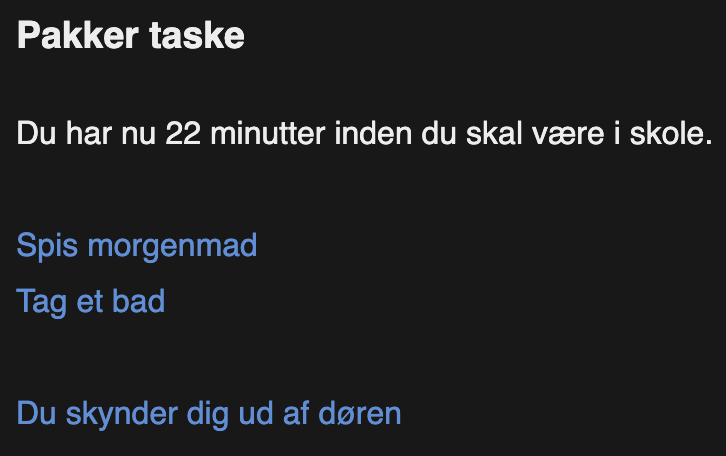 Pakker taske
Du har nu 22 minutter inden du skal være i skole.
Spis morgenmad
Tag et bad
Du skynder dig ud af døren